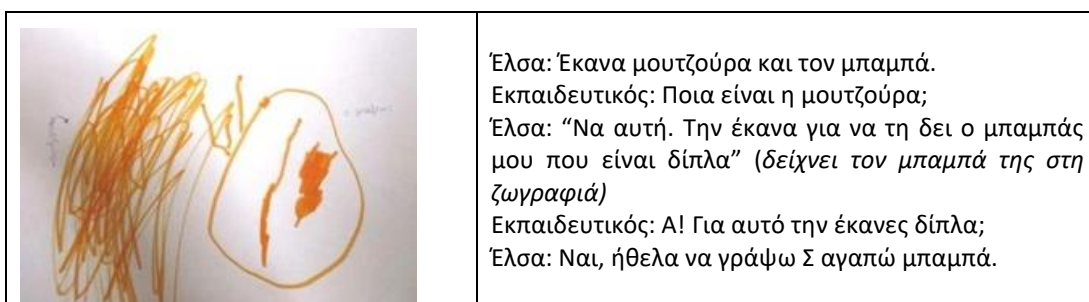 Έλσα: Έκανα μουτζούρα και τον μπαμπά.
Εκπαιδευτικός: Ποια είναι η μουτζούρα;
Έλσα: “Να αυτή. Την έκανα για να τη δει ο μπαμπάς
μου που είναι δίπλα” (δείχνει τον μπαμπά της στη
ζωγραφιά)
Εκπαιδευτικός: Α! Για αυτό την έκανες δίπλα;
Έλσα: Ναι, ήθελα να γράψω Σ αγαπώ μπαμπά.